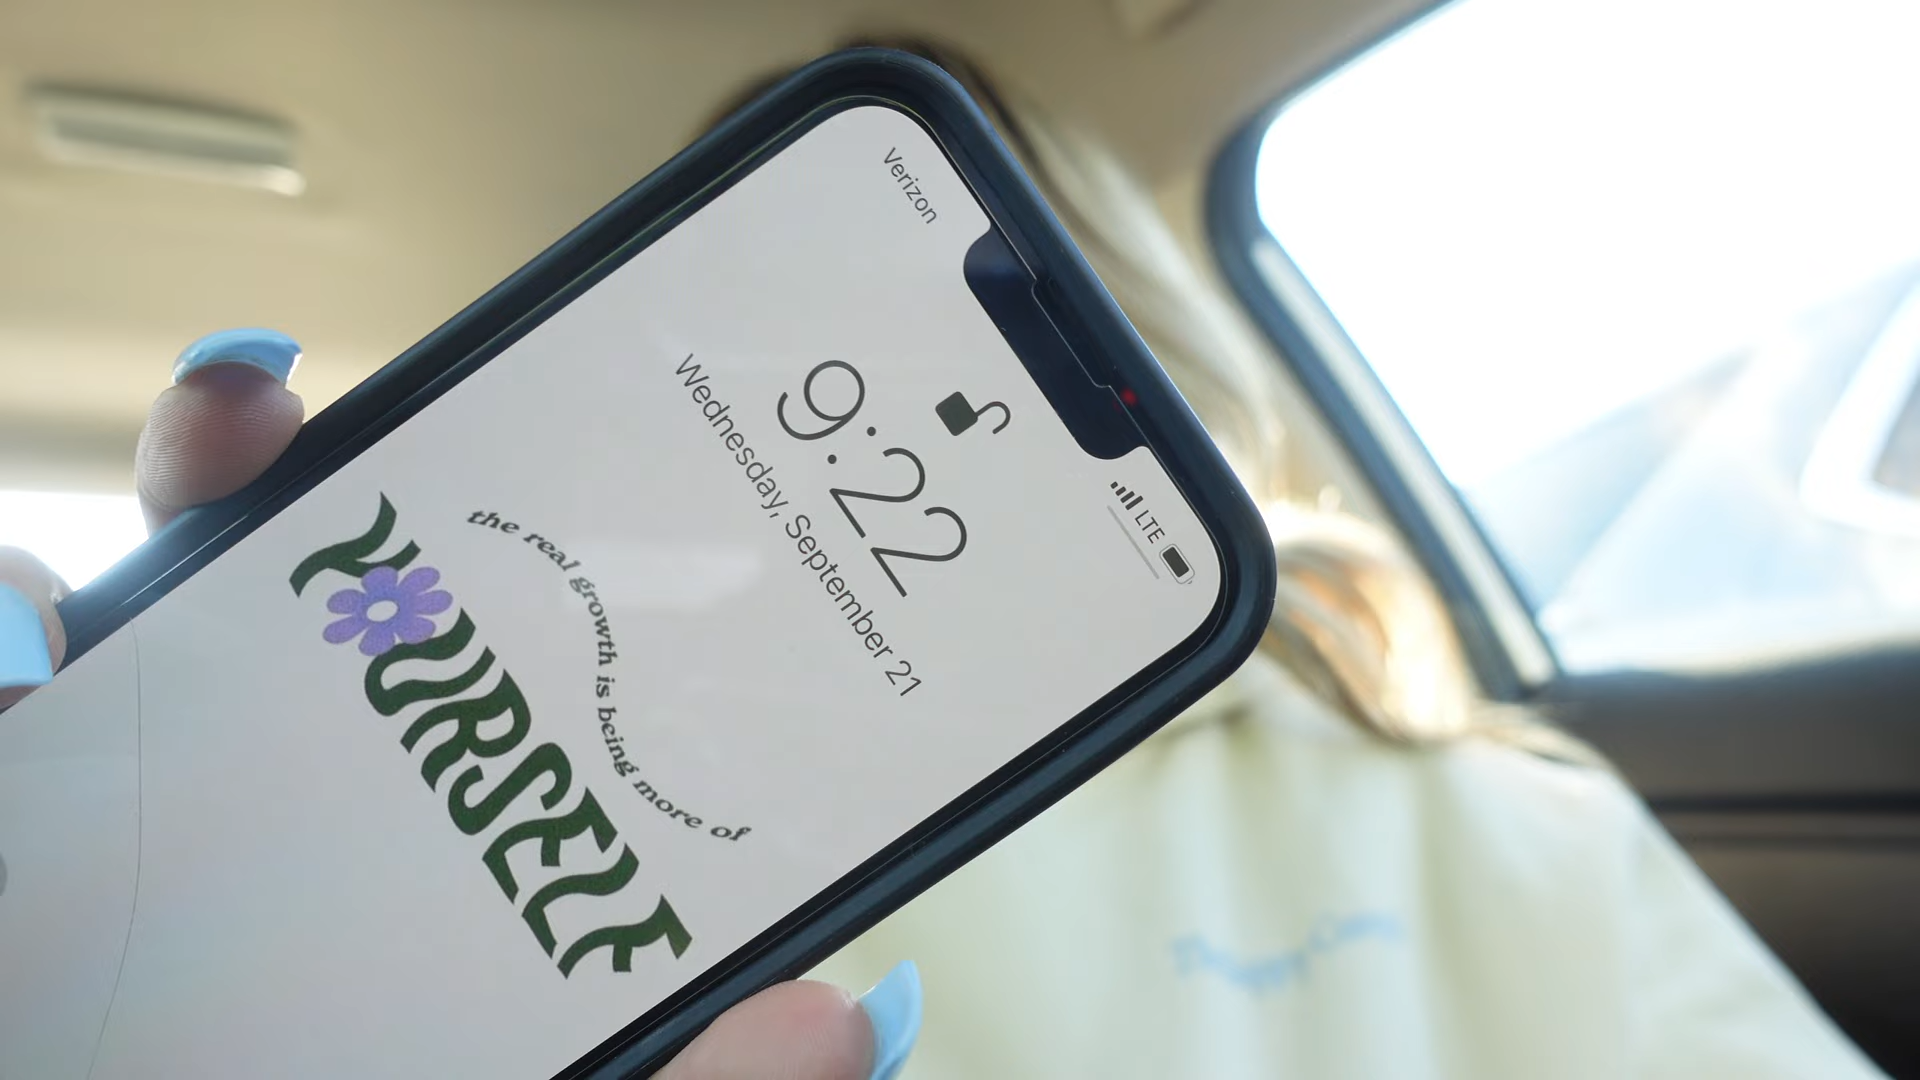 Verizon
LTE
9:22
Wednesday, September 21
the real growth is being more of
YOURSELF